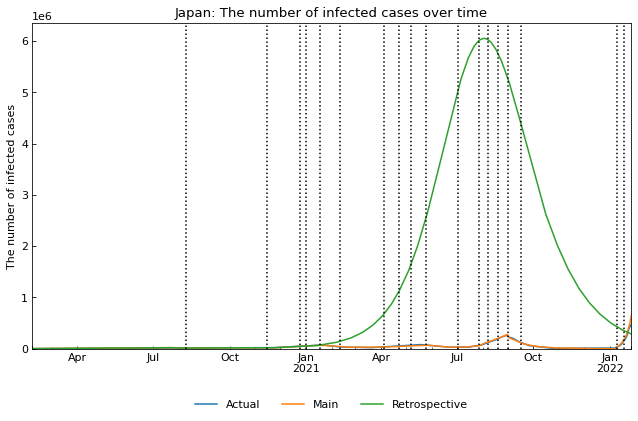 Japan: The number of infected cases over time
1e6
6
5
4
3
2
1
0
The number of infected cases
Apr Jul Oct Jan Apr Jul Oct Jan
2021 2022
Actual Main Retrospective